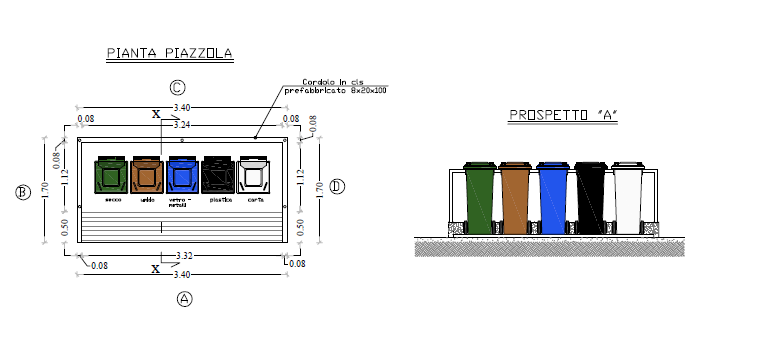 PIANTA PIAZZOLA
C
Cordolo in cls
prefabbricato 8x20x100
3.40
X
0.08 3.24 0.08
0.08
0.08
1.12
1.70
B
secco umido vetro - plastica carta
metalli
1.12
1.70
D
0.50
0.50
3.32
0.08 X 0.08
3.40
A
PROSPETTO "A"